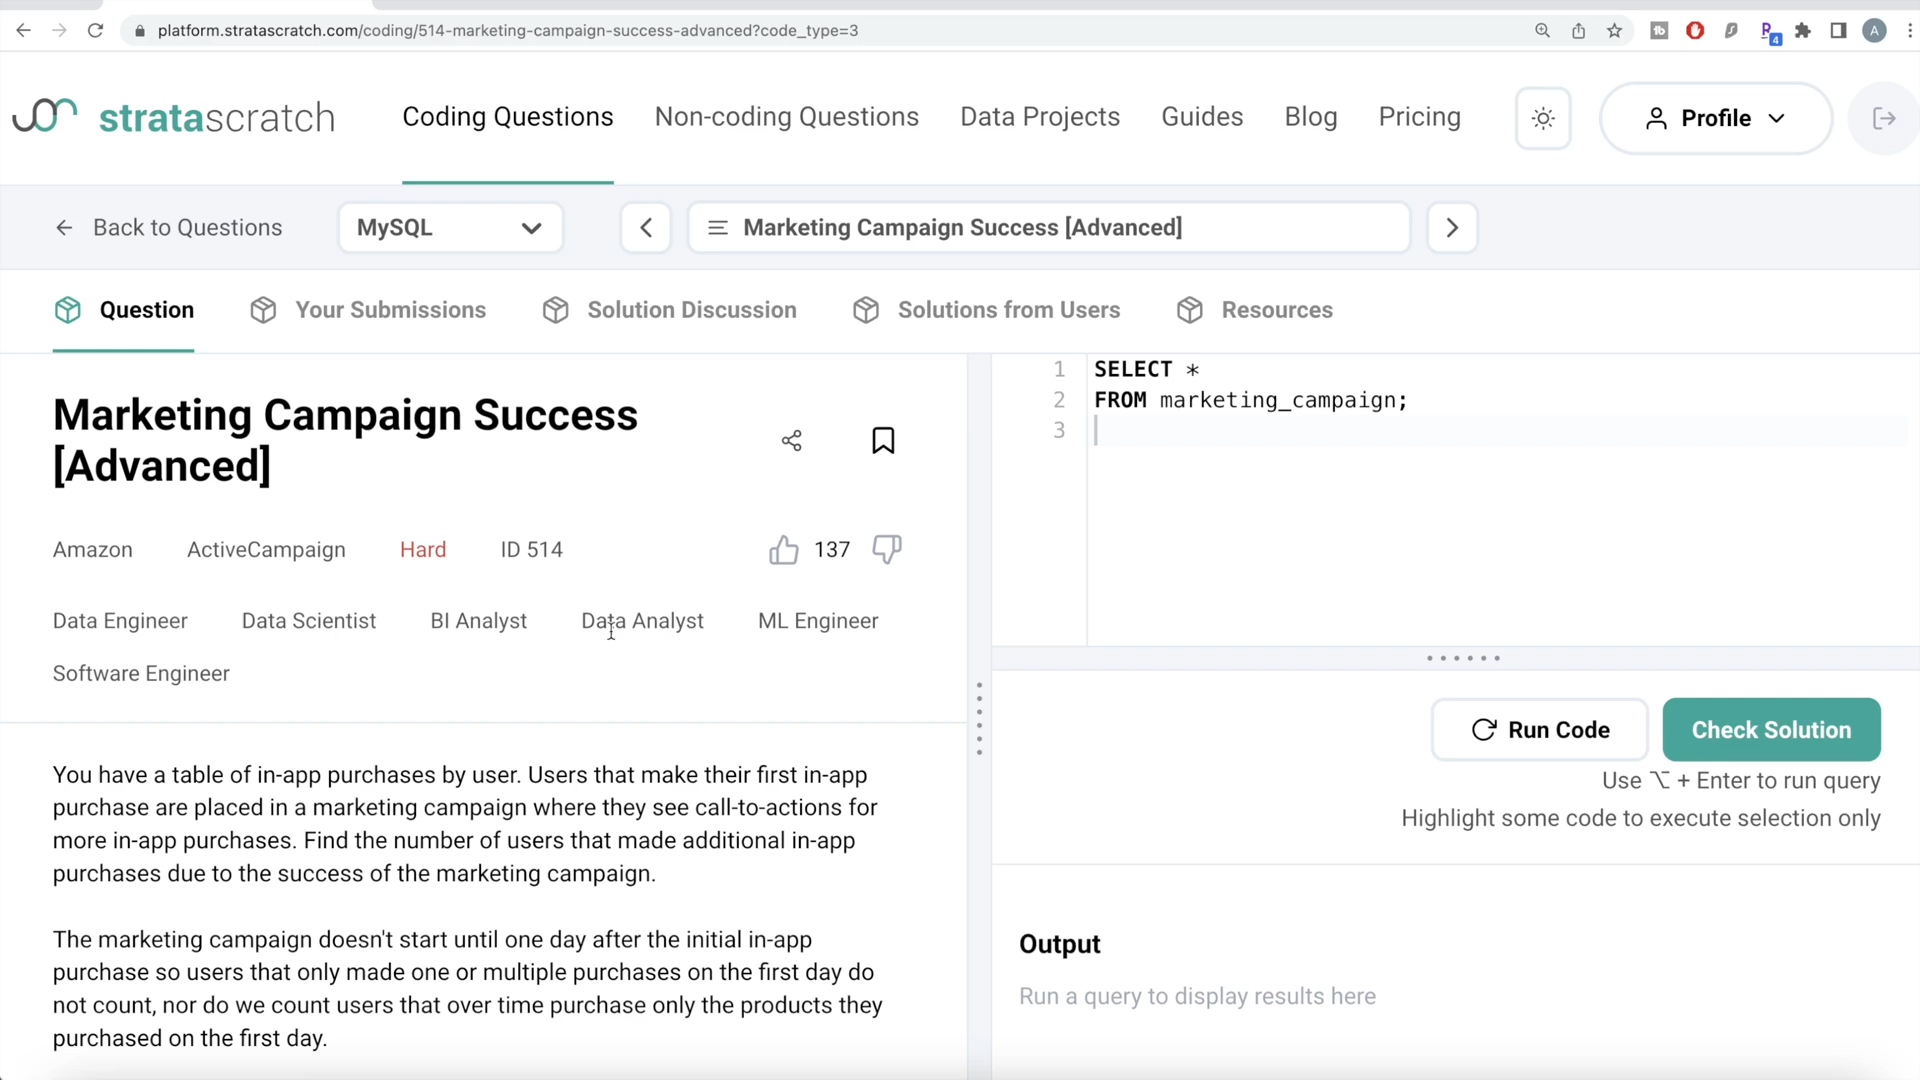 platform.stratascratch.com/coding/514-marketing-campaign-success-advanced?code_type=3
tb
4
A
stratascratch
Coding Questions
Non-coding Questions
Data Projects
Guides
Blog
Pricing
Profile
Back to Questions
MySQL
Marketing Campaign Success [Advanced]
Question
Your Submissions
Solution Discussion
Solutions from Users
Resources
Marketing Campaign Success
[Advanced]
Amazon
ActiveCampaign
Hard
ID 514
137
Data Engineer
Data Scientist
BI Analyst
Data Analyst
ML Engineer
Software Engineer
You have a table of in-app purchases by user. Users that make their first in-app
purchase are placed in a marketing campaign where they see call-to-actions for
more in-app purchases. Find the number of users that made additional in-app
purchases due to the success of the marketing campaign.
The marketing campaign doesn't start until one day after the initial in-app
purchase so users that only made one or multiple purchases on the first day do
not count, nor do we count users that over time purchase only the products they
purchased on the first day.
1 SELECT *
2 FROM marketing_campaign;
3
Run Code
Check Solution
Use ⌥ + Enter to run query
Highlight some code to execute selection only
Output
Run a query to display results here